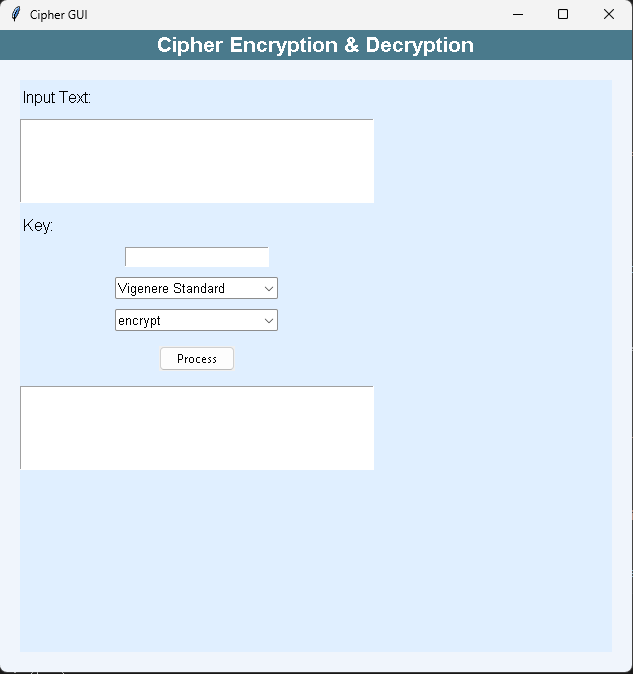 Cipher GUI
Cipher Encryption & Decryption
Input Text:
Key:
Vigenere Standard
encrypt
Process